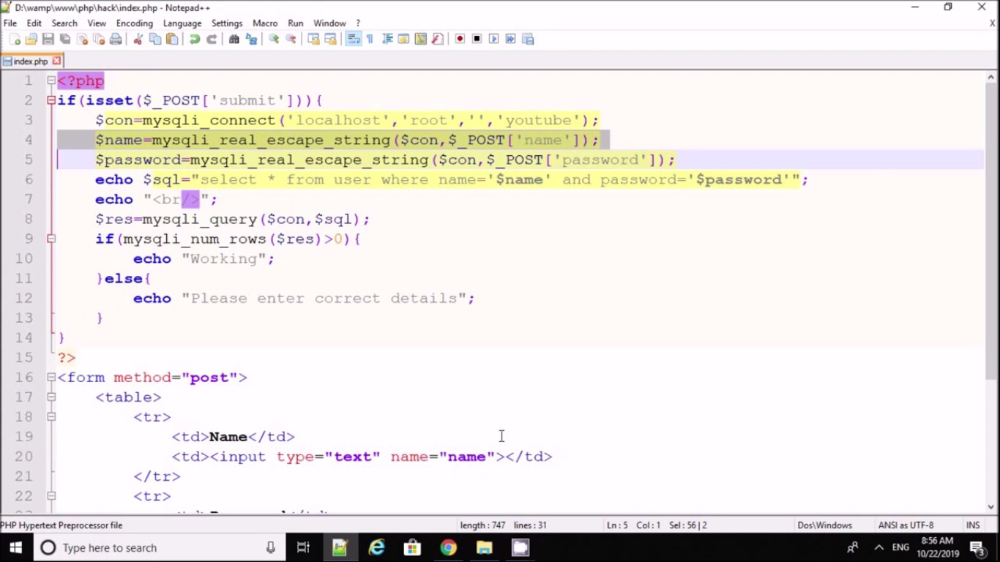 D:\wamp\www\php\hack\index.php - Notepad++
File Edit Search View Encoding Language Settings Macro Run Window ?
X
index.php
1 <?php
2 if(isset($_POST['submit'])){
3 $con=mysqli_connect('localhost','root','','youtube');
4 $name=mysqli_real_escape_string($con,$_POST['name']);
5 $password=mysqli_real_escape_string($con,$_POST['password']);
6 echo $sql="select * from user where name='$name' and password='$password'";
7 echo "<br/>";
8 $res=mysqli_query($con,$sql);
9 if(mysqli_num_rows($res)>0){
10 echo "Working";
11 }else{
12 echo "Please enter correct details";
13 }
14 }
15 ?>
16 <form method="post">
17 <table>
18 <tr>
19 <td>Name</td>
20 <td><input type="text" name="name"></td>
21 </tr>
22 <tr>
PHP Hypertext Preprocessor file length : 747 lines : 31 Ln : 5 Col : 1 Sel : 56 | 2 Dos\Windows ANSI as UTF-8 INS
Type here to search ENG 8:56 AM
10/22/2019 3